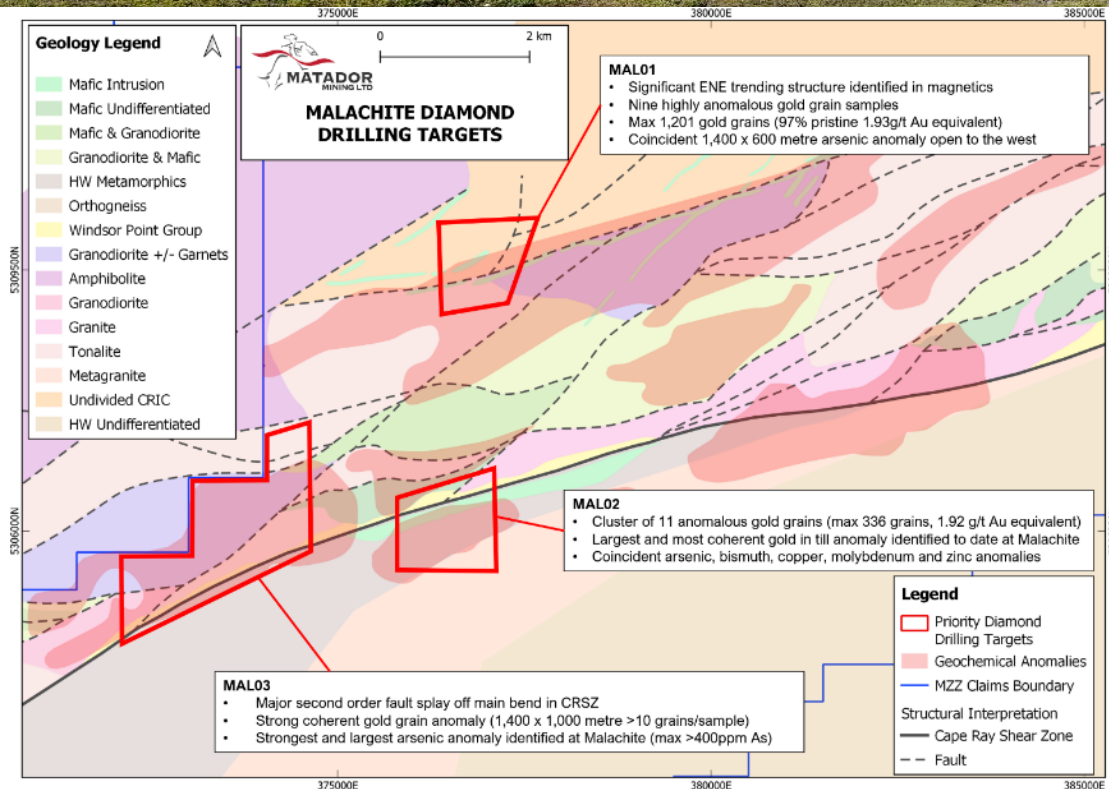 375000E
380000E
385000E
Geology Legend
Mafic Intrusion
Mafic Undifferentiated
Mafic & Granodiorite
Granodiorite & Mafic
HW Metamorphics
Orthogneiss
Windsor Point Group
Granodiorite +/- Garnets
Amphibolite
Granodiorite
Granite
Tonalite
Metagranite
Undivided CRIC
HW Undifferentiated
0
2 km
MATADOR
MINING LTD
MALACHITE DIAMOND
DRILLING TARGETS
MAL01
• Significant ENE trending structure identified in magnetics
• Nine highly anomalous gold grain samples
• Max 1,201 gold grains (97% pristine 1.93g/t Au equivalent)
• Coincident 1,400 x 600 metre arsenic anomaly open to the west
5309500N
5306000N
MAL02
• Cluster of 11 anomalous gold grains (max 336 grains, 1.92 g/t Au equivalent)
• Largest and most coherent gold in till anomaly identified to date at Malachite
• Coincident arsenic, bismuth, copper, molybdenum and zinc anomalies
MAL03
• Major second order fault splay off main bend in CRSZ
• Strong coherent gold grain anomaly (1,400 x 1,000 metre >10 grains/sample)
• Strongest and largest arsenic anomaly identified at Malachite (max >400ppm As)
Legend
Priority Diamond
Drilling Targets
Geochemical Anomalies
MZZ Claims Boundary
Structural Interpretation
Cape Ray Shear Zone
Fault
375000E
380000E
385000E